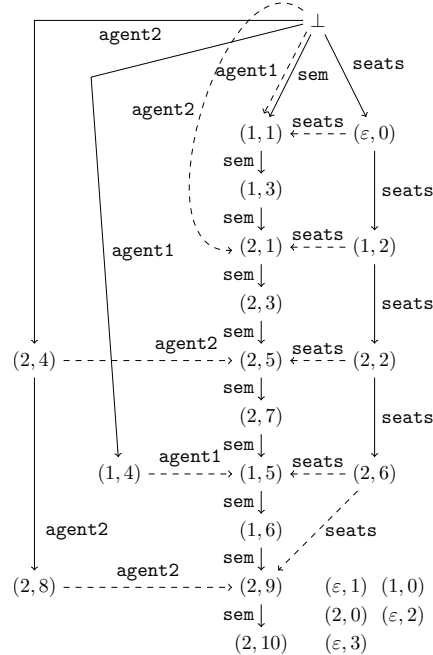 ⊥
agent2
seats
agent1
sem
agent2
seats
(1, 1)
(ε, 0)
sem
(1, 3)
seats
sem
agent1
seats
(2, 1)
(1, 2)
sem
(2, 3)
sem
agent2
seats
(2, 4)
(2, 5)
(2, 2)
sem
(2, 7)
seats
sem
agent1
seats
(1, 4)
(1, 5)
(2, 6)
sem
(1, 6)
agent2
seats
sem
agent2
(2, 8)
(2, 9)
(ε, 1) (1, 0)
sem
(2, 0) (ε, 2)
(2, 10)
(ε, 3)